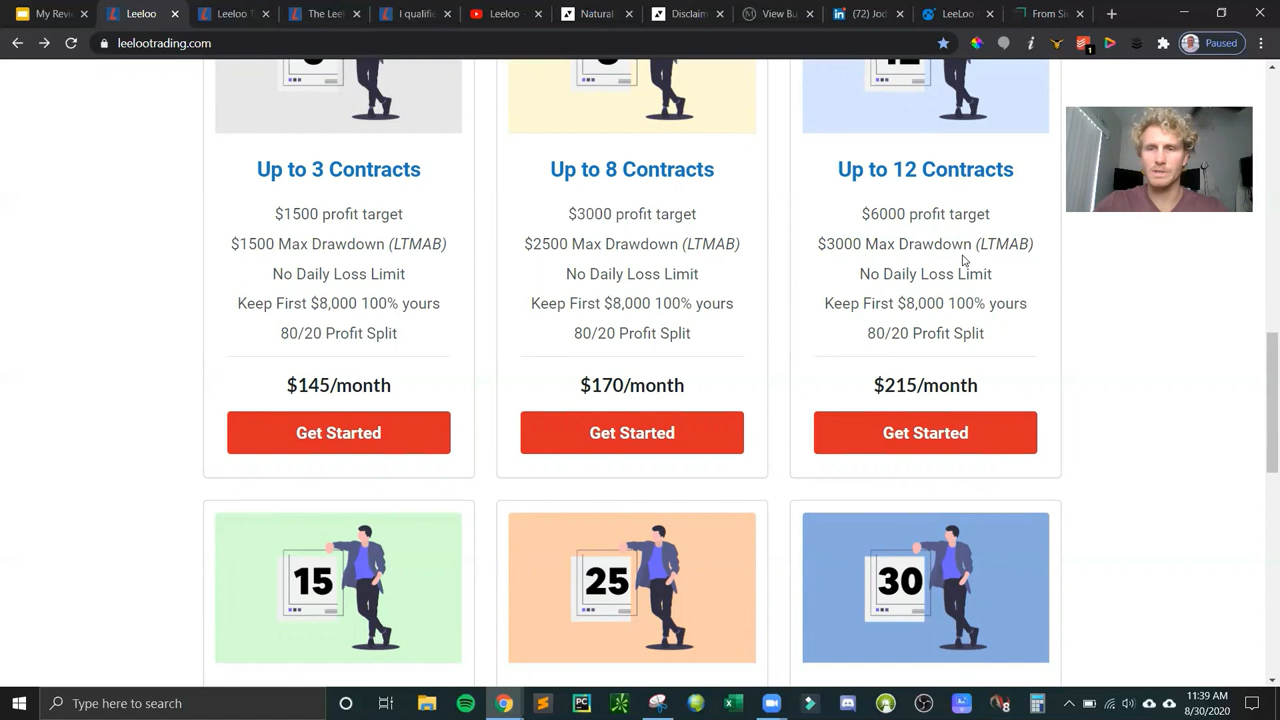 My Revi
Leeloo
Leeloo T
The Leel
I qualifie
Leeloo
Natural
Disclaim
View Bu
(72) Joc
LeeLoo
From Si
leelootrading.com
Paused
Up to 3 Contracts
$1500 profit target
$1500 Max Drawdown (LTMAB)
No Daily Loss Limit
Keep First $8,000 100% yours
80/20 Profit Split
$145/month
Get Started
Up to 8 Contracts
$3000 profit target
$2500 Max Drawdown (LTMAB)
No Daily Loss Limit
Keep First $8,000 100% yours
80/20 Profit Split
$170/month
Get Started
Up to 12 Contracts
$6000 profit target
$3000 Max Drawdown (LTMAB)
No Daily Loss Limit
Keep First $8,000 100% yours
80/20 Profit Split
$215/month
Get Started
15
25
30
Type here to search
11:39 AM
8/30/2020